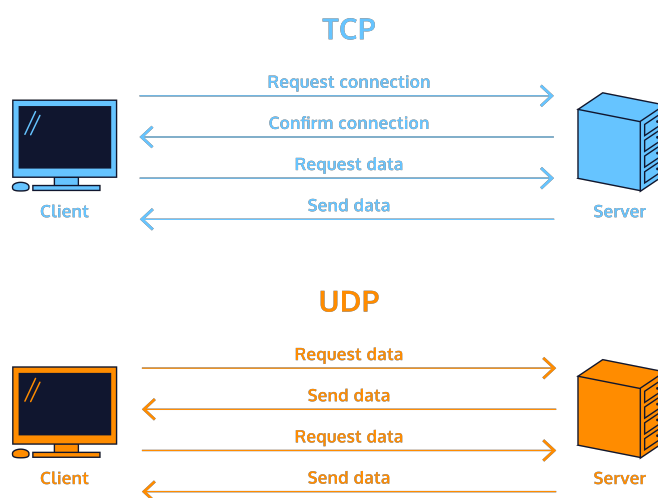 TCP
Request connection
Confirm connection
Request data
Send data
Client
Server
UDP
Request data
Send data
Request data
Send data
Client
Server